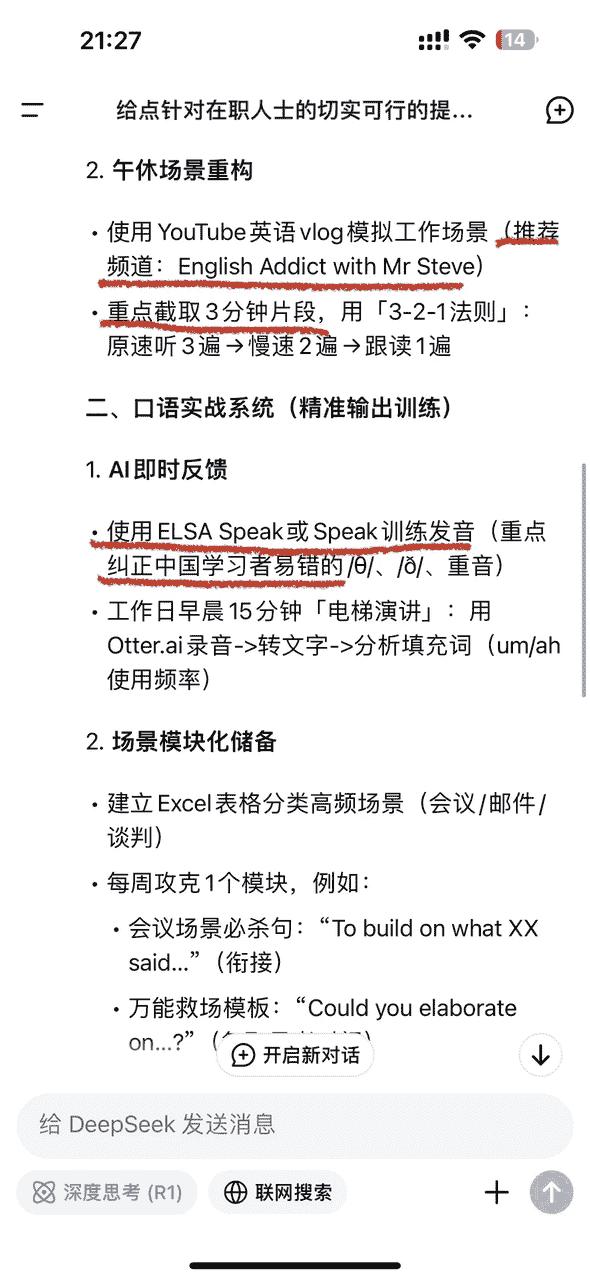 21:27
14
给点针对在职人士的切实可行的提...
2. 午休场景重构
• 使用YouTube英语vlog模拟工作场景（推荐
频道：English Addict with Mr Steve）
• 重点截取3分钟片段，用「3-2-1法则」：
原速听3遍→慢速2遍→跟读1遍
二、口语实战系统（精准输出训练）
1. AI即时反馈
• 使用ELSA Speak或Speak训练发音（重点
纠正中国学习者易错的/θ/、/ð/、重音）
• 工作日早晨15分钟「电梯演讲」：用
Otter.ai录音->转文字->分析填充词（um/ah
使用频率）
2. 场景模块化储备
• 建立Excel表格分类高频场景（会议/邮件/
谈判）
• 每周攻克1个模块，例如：
• 会议场景必杀句：“To build on what XX
said...”（衔接）
• 万能救场模板：“Could you elaborate
on...?”（
开启新对话
给 DeepSeek 发送消息
深度思考 (R1)
联网搜索